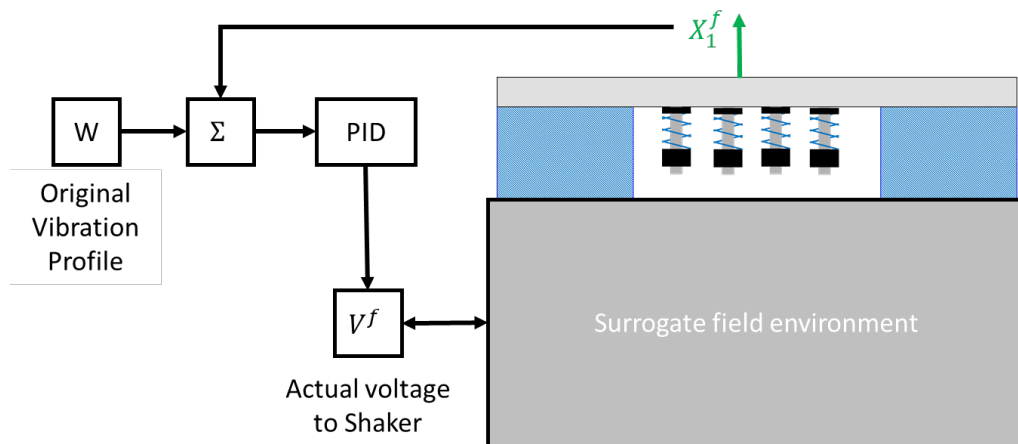 X₁ᶠ
W
Σ
PID
Original
Vibration
Profile
Vᶠ
Surrogate field environment
Actual voltage
to Shaker